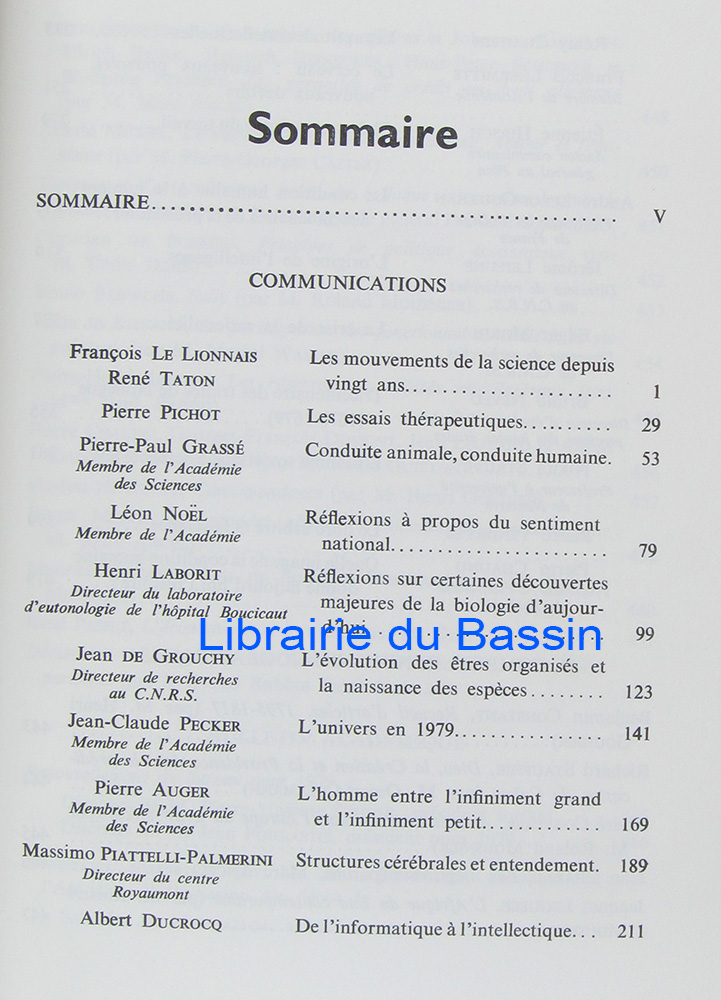 Sommaire
SOMMAIRE................................................ V
COMMUNICATIONS
François LE LIONNAIS Les mouvements de la science depuis
René TATON vingt ans........................ 1
Pierre PICHOT Les essais thérapeutiques.......... 29
Pierre-Paul GRASSÉ Conduite animale, conduite humaine. 53
Membre de l'Académie
des Sciences
Léon NOËL Réflexions à propos du sentiment
Membre de l'Académie national........................ 79
Henri LABORIT Réflexions sur certaines découvertes
Directeur du laboratoire majeures de la biologie d'aujour-
d'eutonologie de l'hôpital Boucicaut d'hui........................ 99
Librairie du Bassin
Jean DE GROUCHY L'évolution des êtres organisés et
Directeur de recherches la naissance des espèces........ 123
au C.N.R.S.
Jean-Claude PECKER L'univers en 1979................ 141
Membre de l'Académie
des Sciences
Pierre AUGER L'homme entre l'infiniment grand
Membre de l'Académie et l'infiniment petit............. 169
des Sciences
Massimo PIATTELLI-PALMERINI Structures cérébrales et entendement. 189
Directeur du centre
Royaumont
Albert DUCROCQ De l'informatique à l'intellectique... 211